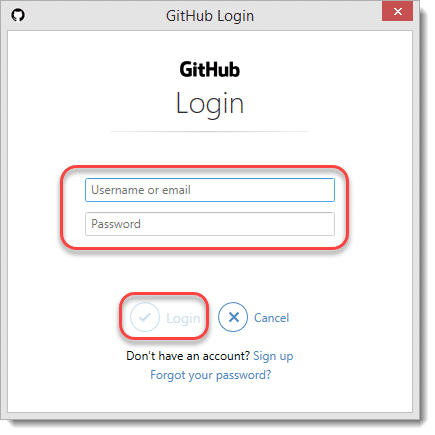 GitHub Login
GitHub
Login
Username or email
Password
Login
Cancel
Don't have an account? Sign up
Forgot your password?